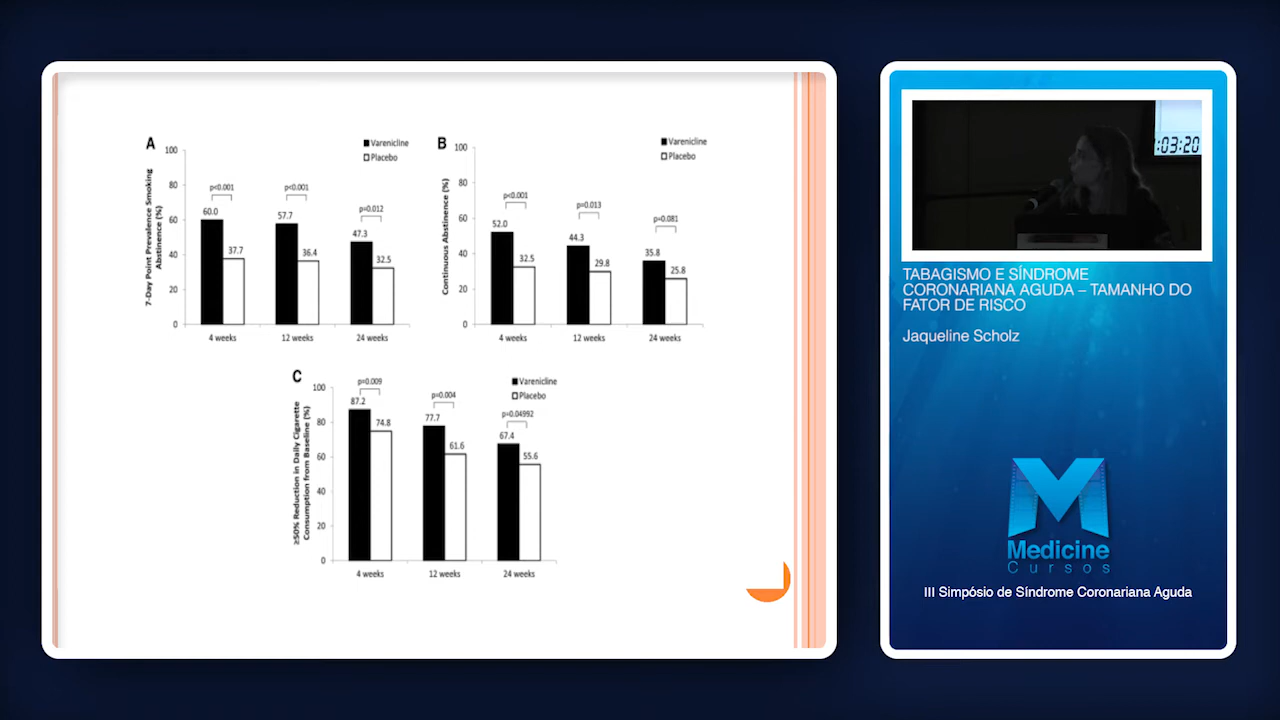 A
7-Day Point Prevalence Smoking
Abstinence (%)
100
80
60
40
20
0
Varenicline
Placebo
p<0.001
p<0.001
p=0.012
60.0
37.7
57.7
36.4
47.3
32.5
4 weeks
12 weeks
24 weeks
B
Continuous Abstinence (%)
100
80
60
40
20
0
Varenicline
Placebo
p<0.001
p=0.013
p=0.081
52.0
32.5
44.3
29.8
35.8
25.8
4 weeks
12 weeks
24 weeks
C
≥50% Reduction in Daily Cigarette
Consumption from Baseline (%)
100
80
60
40
20
0
Varenicline
Placebo
p=0.009
p=0.004
p=0.04992
87.2
74.8
77.7
61.6
67.4
55.6
4 weeks
12 weeks
24 weeks
:03:20
TABAGISMO E SÍNDROME
CORONARIANA AGUDA – TAMANHO DO
FATOR DE RISCO
Jaqueline Scholz
Medicine
Cursos
III Simpósio de Síndrome Coronariana Aguda